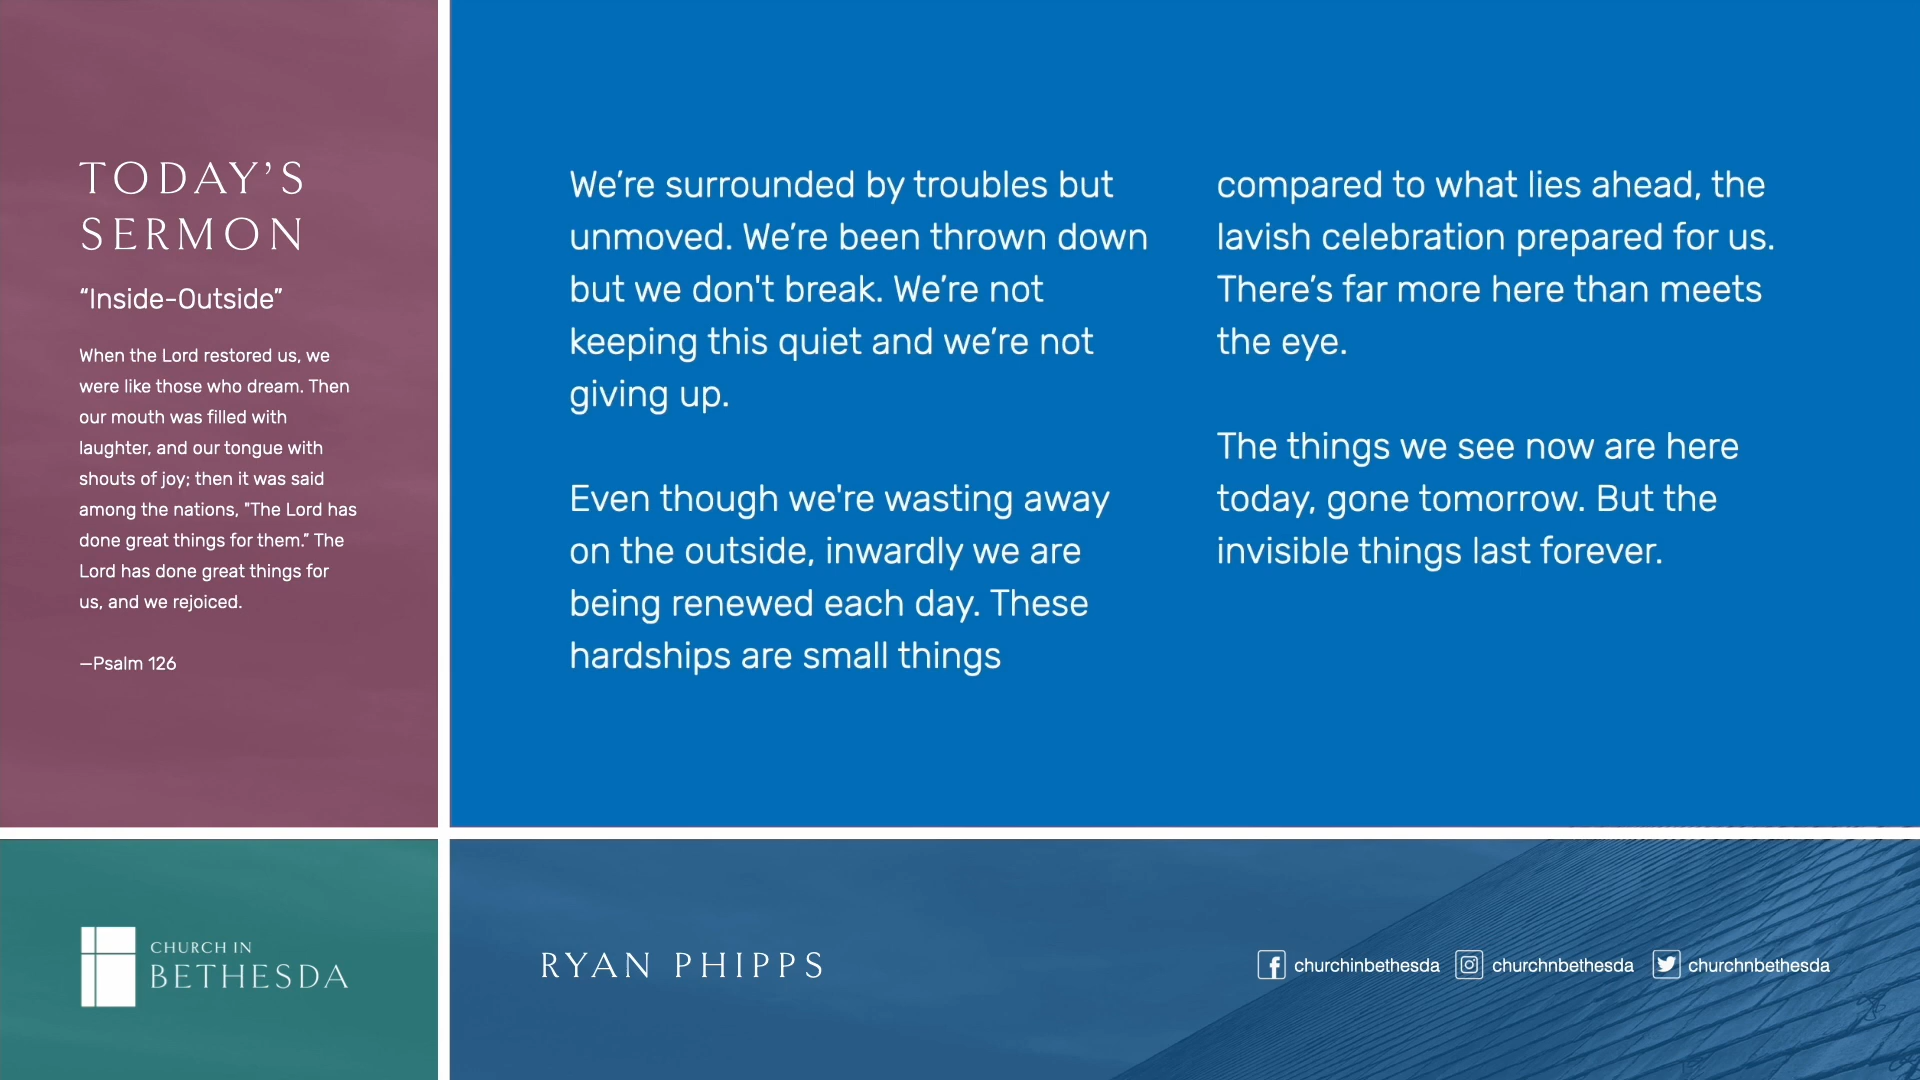 TODAY’S
SERMON
“Inside-Outside”
When the Lord restored us, we
were like those who dream. Then
our mouth was filled with
laughter, and our tongue with
shouts of joy; then it was said
among the nations, "The Lord has
done great things for them.” The
Lord has done great things for
us, and we rejoiced.
—Psalm 126
We’re surrounded by troubles but
unmoved. We’re been thrown down
but we don't break. We’re not
keeping this quiet and we’re not
giving up.
Even though we're wasting away
on the outside, inwardly we are
being renewed each day. These
hardships are small things
compared to what lies ahead, the
lavish celebration prepared for us.
There’s far more here than meets
the eye.
The things we see now are here
today, gone tomorrow. But the
invisible things last forever.
CHURCH IN
BETHESDA
RYAN PHIPPS
churchinbethesda churchnbethesda churchnbethesda